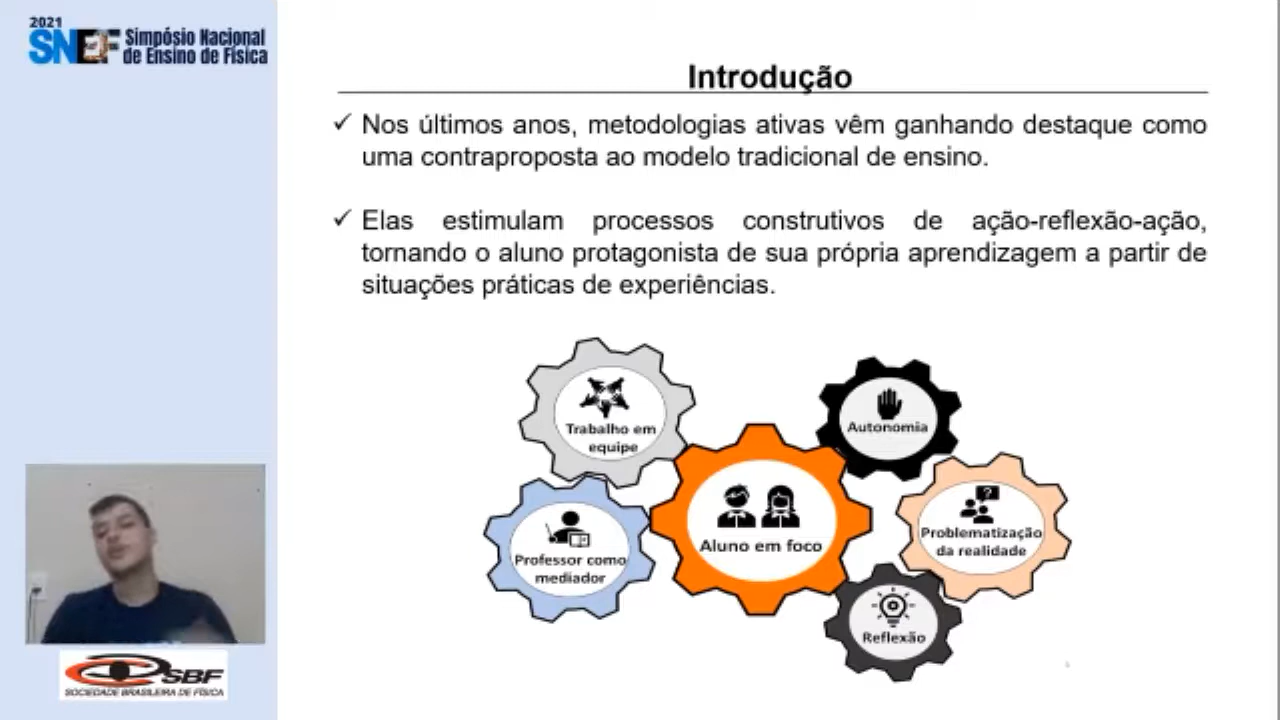 2021
SNEF Simpósio Nacional
de Ensino de Física
Introdução
✓ Nos últimos anos, metodologias ativas vêm ganhando destaque como
uma contraproposta ao modelo tradicional de ensino.
✓ Elas estimulam processos construtivos de ação-reflexão-ação,
tornando o aluno protagonista de sua própria aprendizagem a partir de
situações práticas de experiências.
Trabalho em
equipe
Autonomia
Professor como
mediador
Aluno em foco
Problematização
da realidade
Reflexão
SBF
SOCIEDADE BRASILEIRA DE FÍSICA